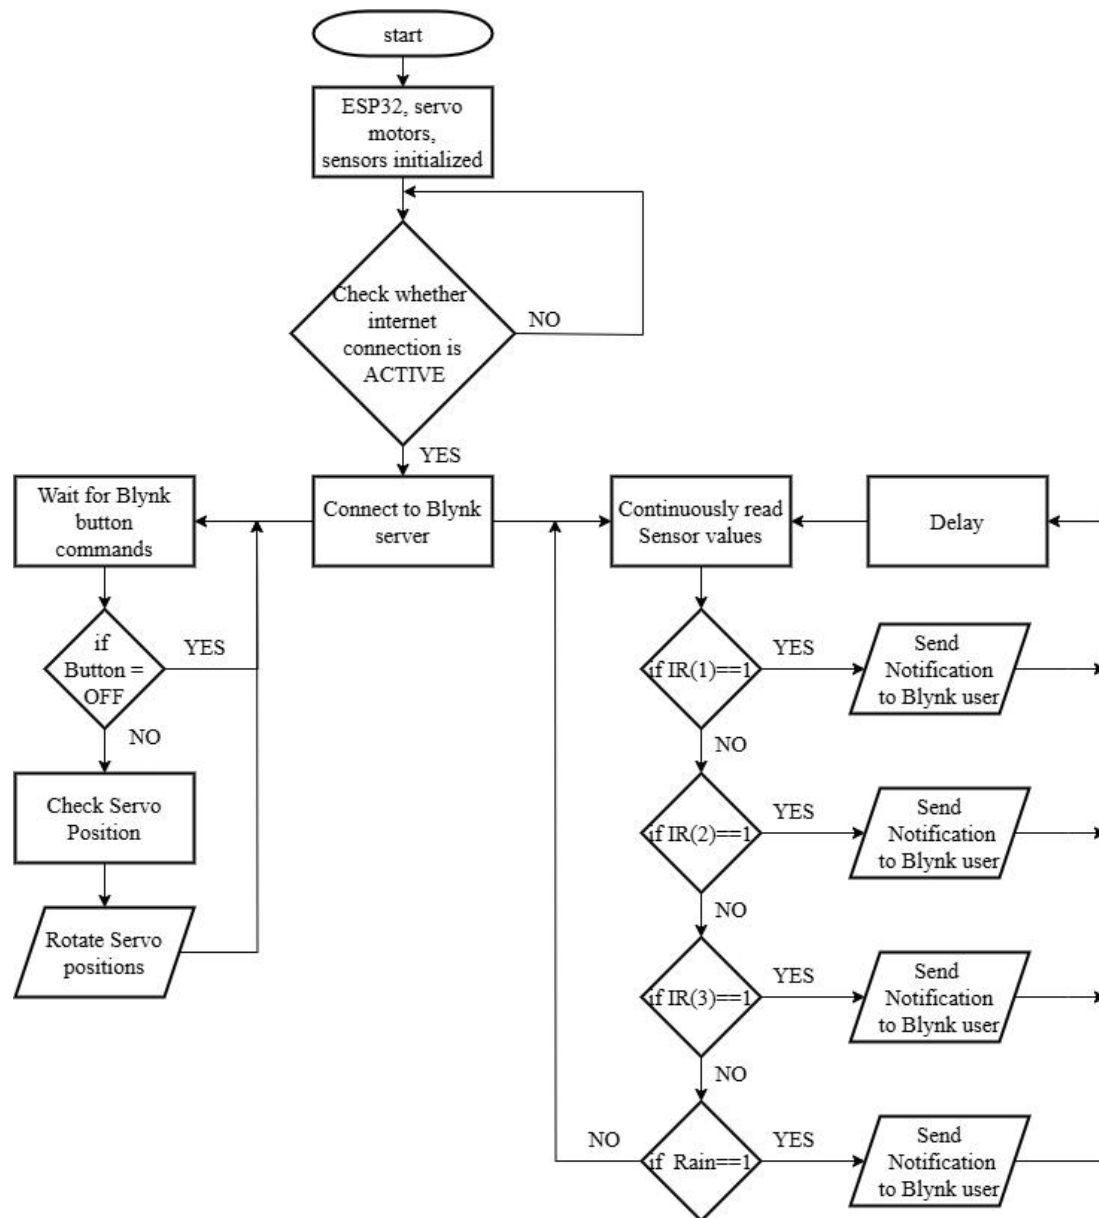 start
ESP32, servo
motors,
sensors initialized
Check whether
internet
connection is
ACTIVE
NO
YES
Wait for Blynk
button
commands
Connect to Blynk
server
Continuously read
Sensor values
Delay
if
Button =
OFF
YES
NO
Check Servo
Position
Rotate Servo
positions
if IR(1)==1
YES
Send
Notification
to Blynk user
NO
if IR(2)==1
YES
Send
Notification
to Blynk user
NO
if IR(3)==1
YES
Send
Notification
to Blynk user
NO
NO
if Rain==1
YES
Send
Notification
to Blynk user